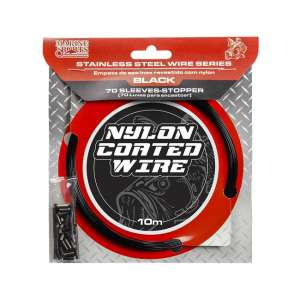 MARINE SPORTS
STAINLESS STEEL WIRE SERIES
Empate de aço inox revestido com nylon
BLACK
70 SLEEVES-STOPPER
(70 Luvas para encastoar)
NYLON
COATED
WIRE
10m